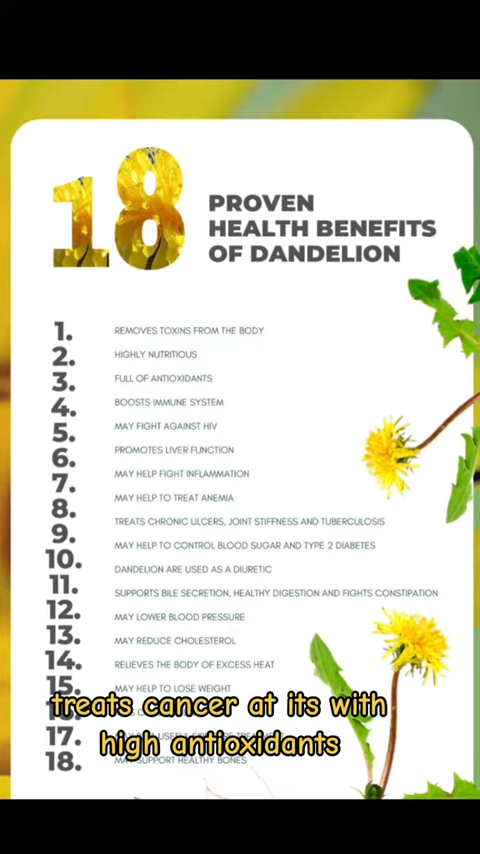 18
PROVEN
HEALTH BENEFITS
OF DANDELION
1. REMOVES TOXINS FROM THE BODY
2. HIGHLY NUTRITIOUS
3. FULL OF ANTIOXIDANTS
4. BOOSTS IMMUNE SYSTEM
5. MAY FIGHT AGAINST HIV
6. PROMOTES LIVER FUNCTION
7. MAY HELP FIGHT INFLAMMATION
8. MAY HELP TO TREAT ANEMIA
9. TREATS CHRONIC ULCERS, JOINT STIFFNESS AND TUBERCULOSIS
10. MAY HELP TO CONTROL BLOOD SUGAR AND TYPE 2 DIABETES
11. DANDELION ARE USED AS A DIURETIC
12. SUPPORTS BILE SECRETION, HEALTHY DIGESTION AND FIGHTS CONSTIPATION
13. MAY LOWER BLOOD PRESSURE
14. MAY REDUCE CHOLESTEROL
15. RELIEVES THE BODY OF EXCESS HEAT
16. MAY HELP TO LOSE WEIGHT
17.
18. MAY SUPPORT HEALTHY BONES
treats cancer at its with
high antioxidants